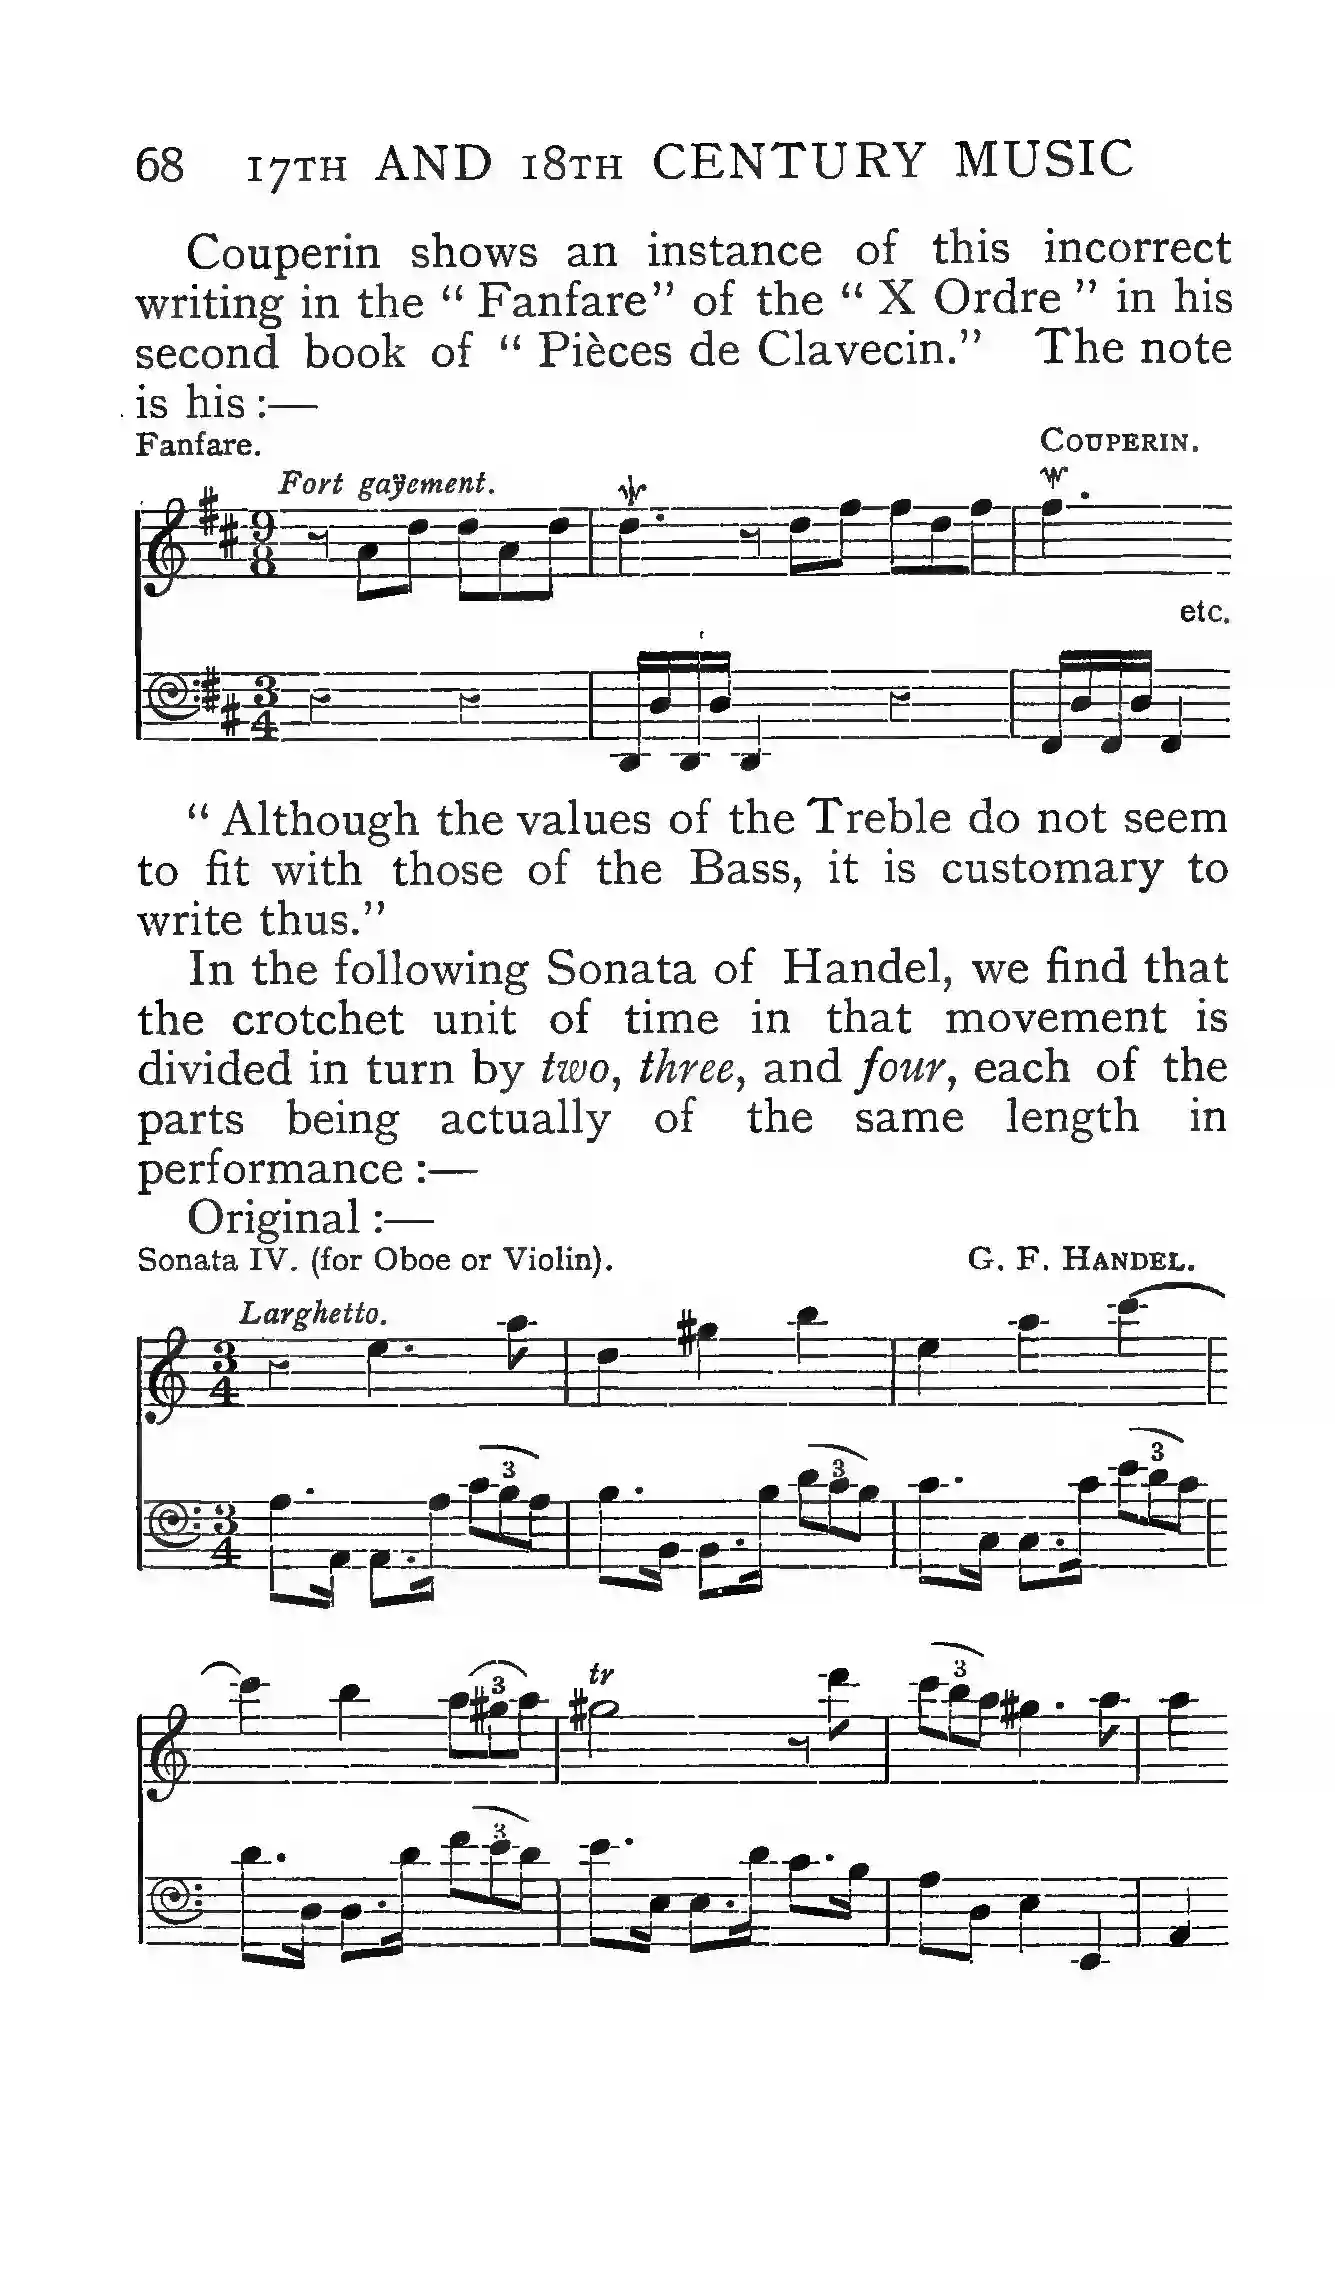 68 17TH AND 18TH CENTURY MUSIC
Couperin shows an instance of this incorrect
writing in the “ Fanfare” of the “ X Ordre ” in his
second book of “ Pièces de Clavecin.” The note
is his :—
Fanfare. COUPERIN.
Fort gaÿement.
9
8
etc.
3
4
“ Although the values of the Treble do not seem
to fit with those of the Bass, it is customary to
write thus.”
In the following Sonata of Handel, we find that
the crotchet unit of time in that movement is
divided in turn by two, three, and four, each of the
parts being actually of the same length in
performance :—
Original :—
Sonata IV. (for Oboe or Violin). G. F. HANDEL.
Larghetto.
3
4
3 3 3
3
4
3 tr 3
3